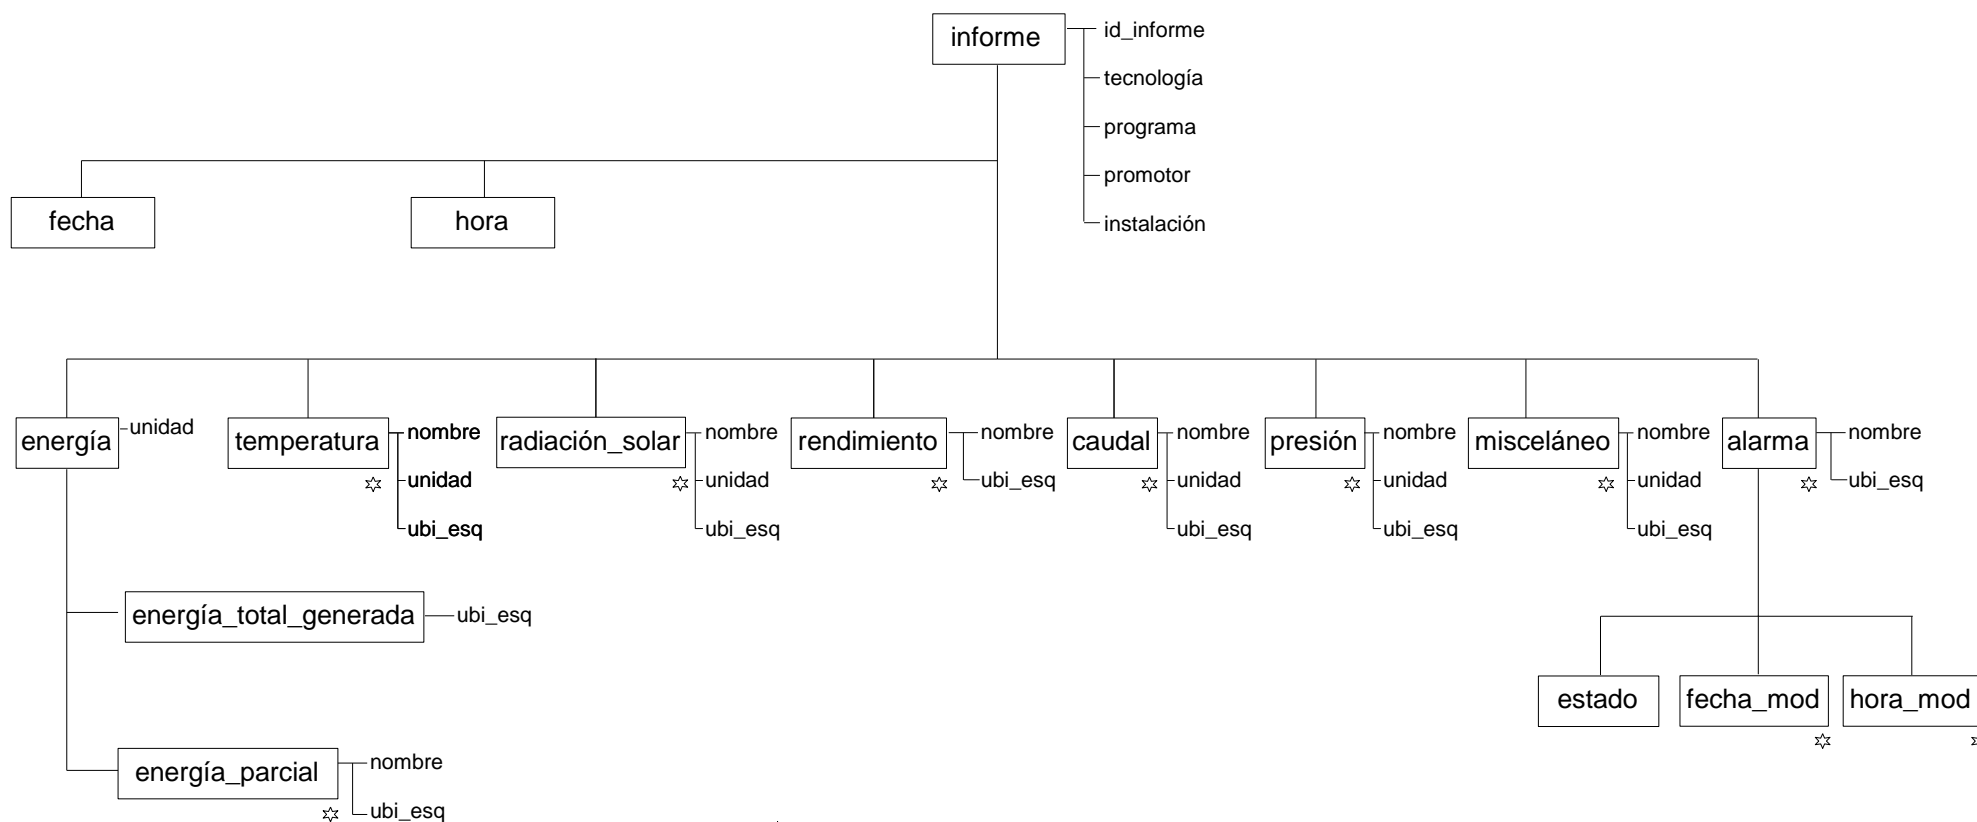 informe
id_informe
tecnología
programa
promotor
instalación
fecha
hora
energía
unidad
temperatura
nombre
unidad
ubi_esq
radiación_solar
nombre
unidad
ubi_esq
rendimiento
nombre
ubi_esq
caudal
nombre
unidad
ubi_esq
presión
nombre
unidad
ubi_esq
misceláneo
nombre
unidad
ubi_esq
alarma
nombre
ubi_esq
energía_total_generada
ubi_esq
estado
fecha_mod
hora_mod
energía_parcial
nombre
ubi_esq